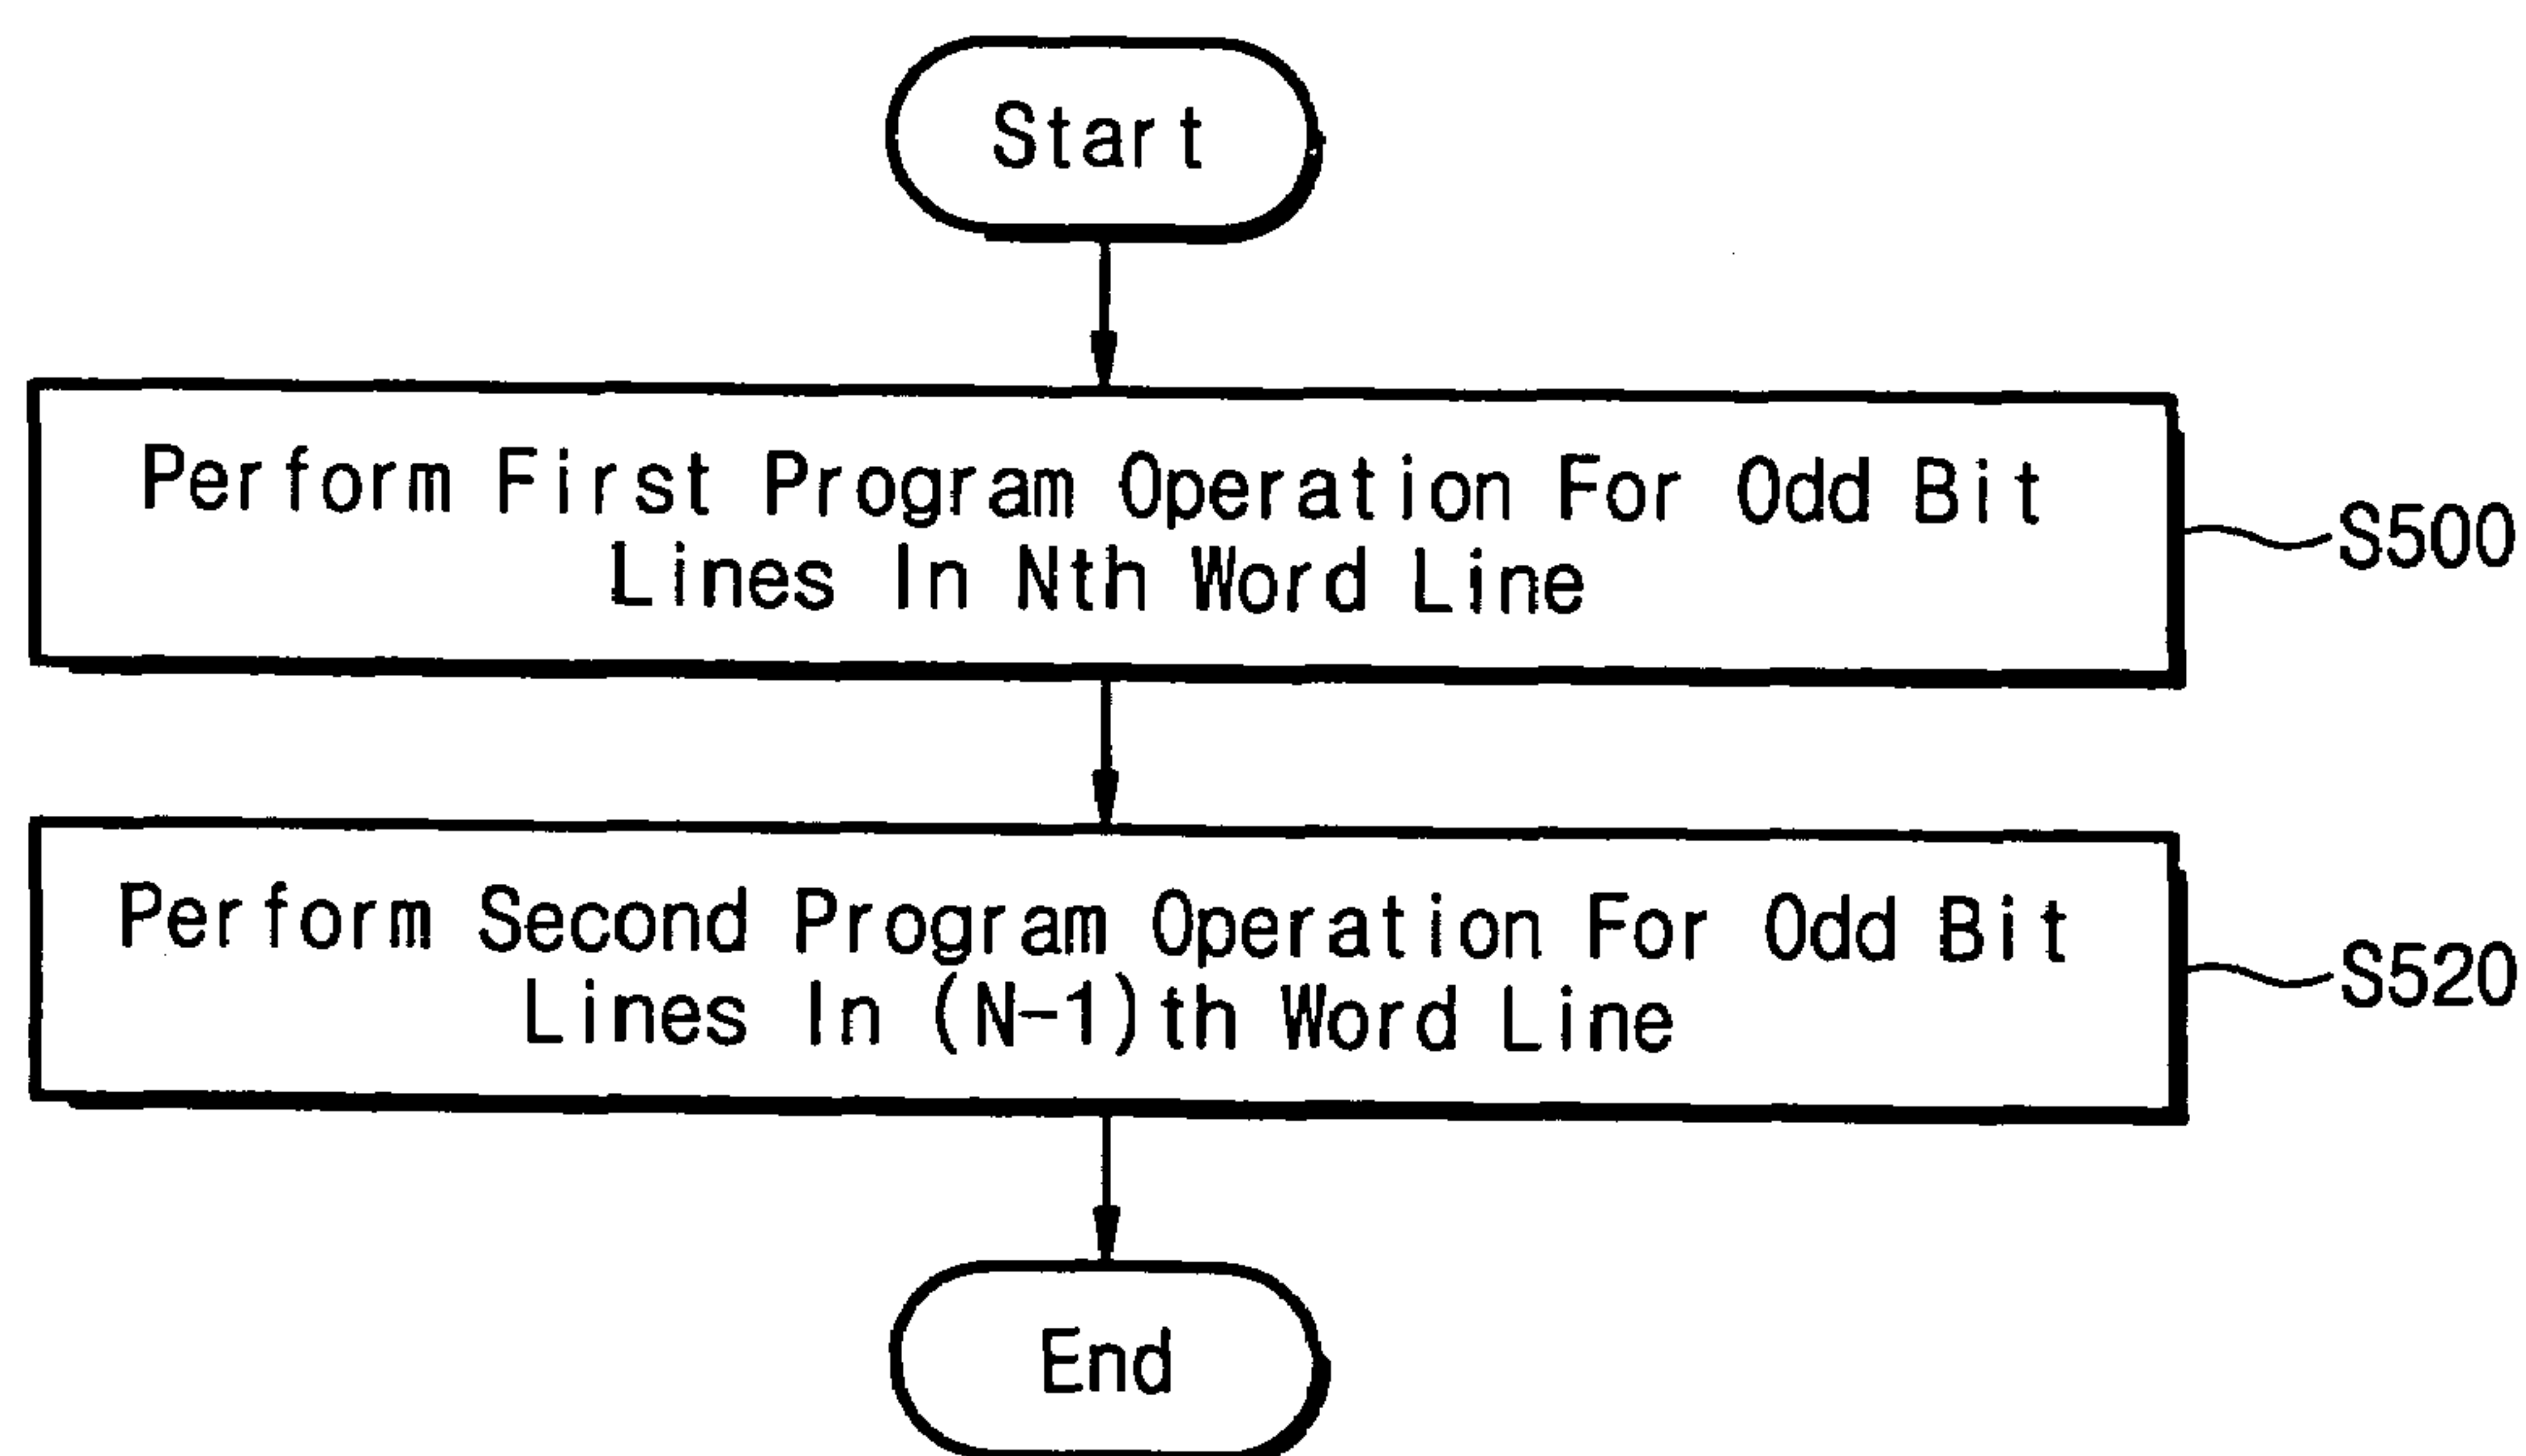 Start
Perform First Program Operation For Odd Bit
Lines In Nth Word Line
S500
Perform Second Program Operation For Odd Bit
Lines In (N-1)th Word Line
S520
End